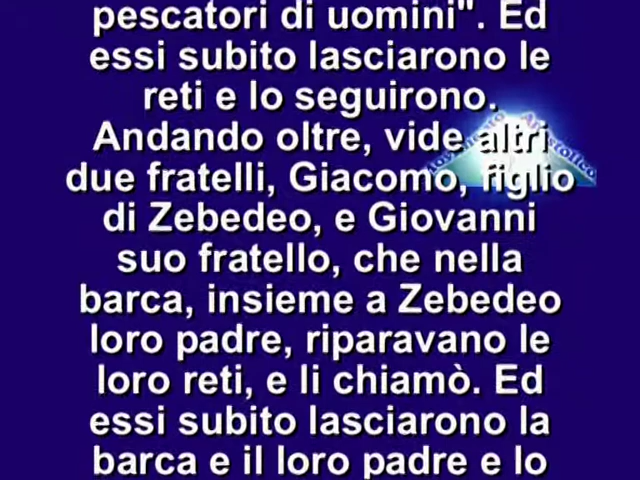 pescatori di uomini". Ed
essi subito lasciarono le
reti e lo seguirono.
Andando oltre, vide altri
due fratelli, Giacomo, figlio
di Zebedeo, e Giovanni
suo fratello, che nella
barca, insieme a Zebedeo
loro padre, riparavano le
loro reti, e li chiamò. Ed
essi subito lasciarono la
barca e il loro padre e lo